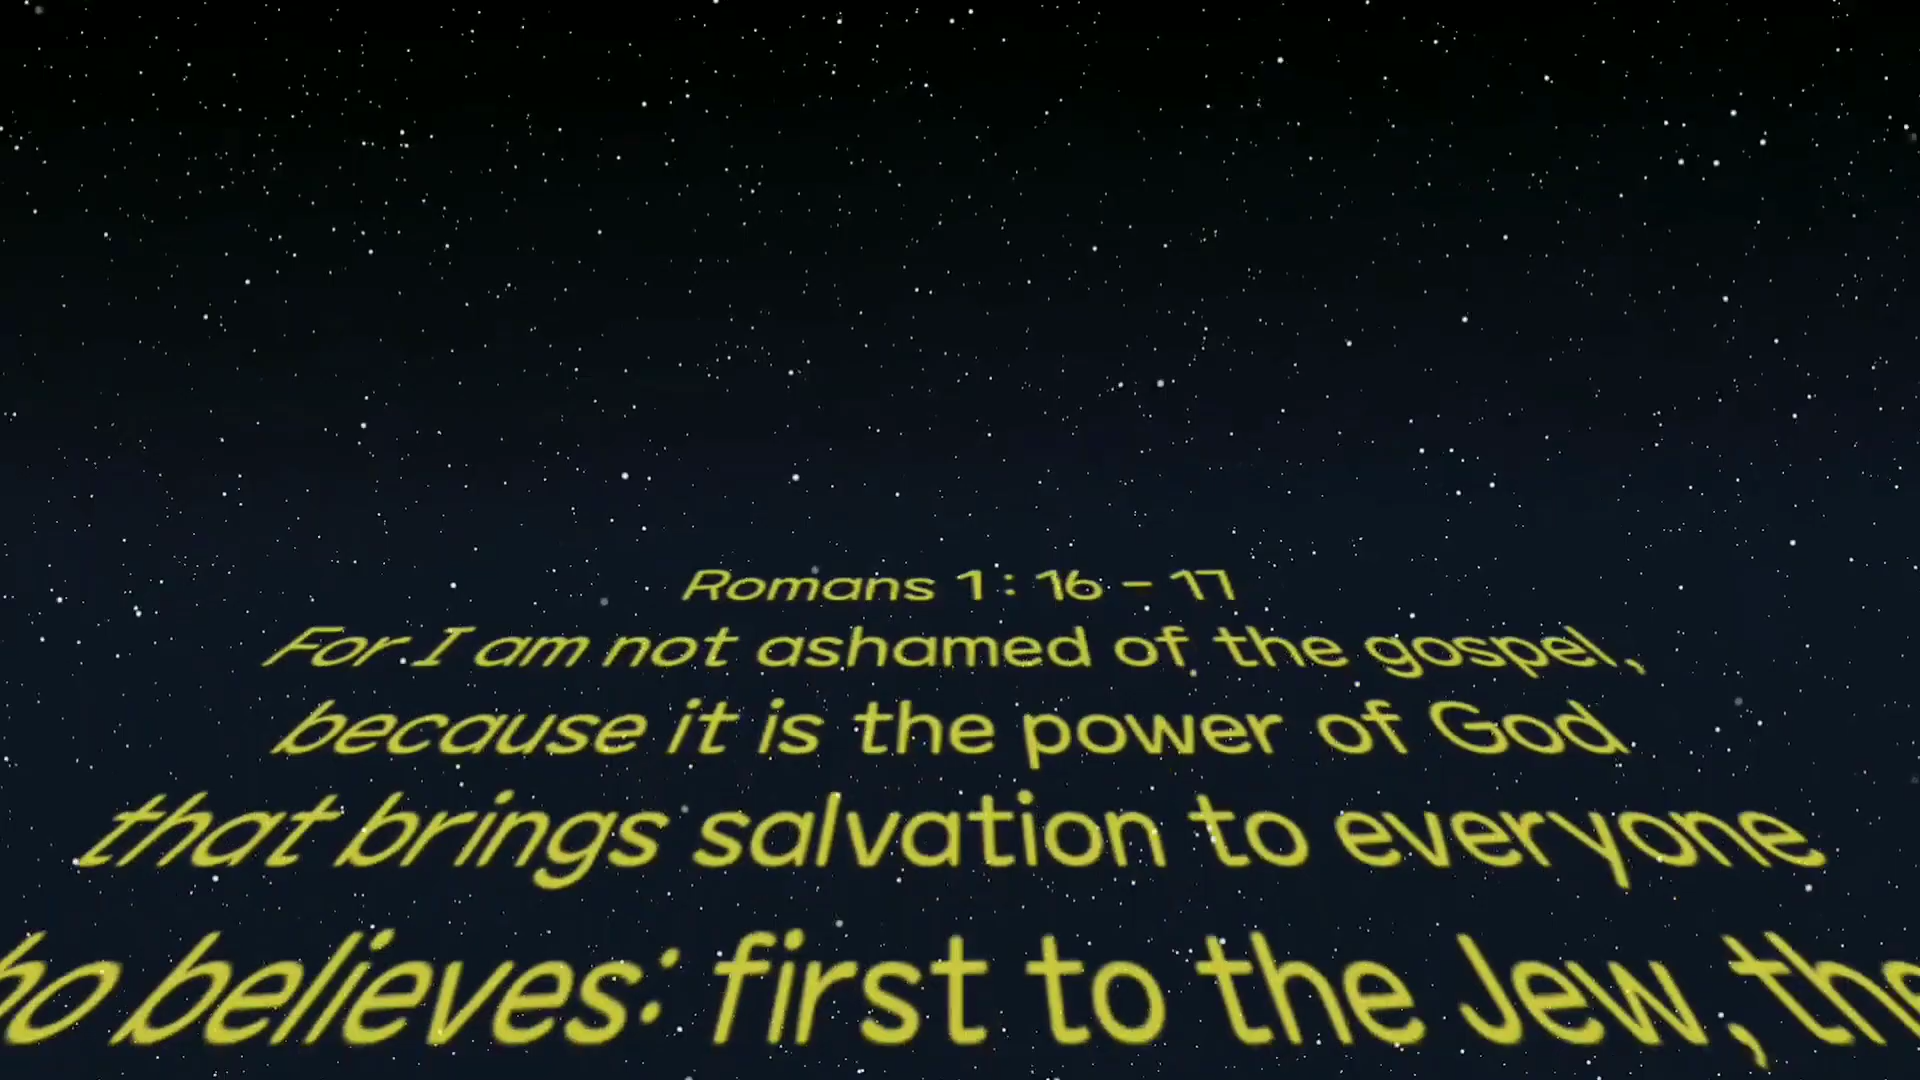 Romans 1 : 16 - 17
For I am not ashamed of the gospel,
because it is the power of God
that brings salvation to everyone
believes: first to the Jew,